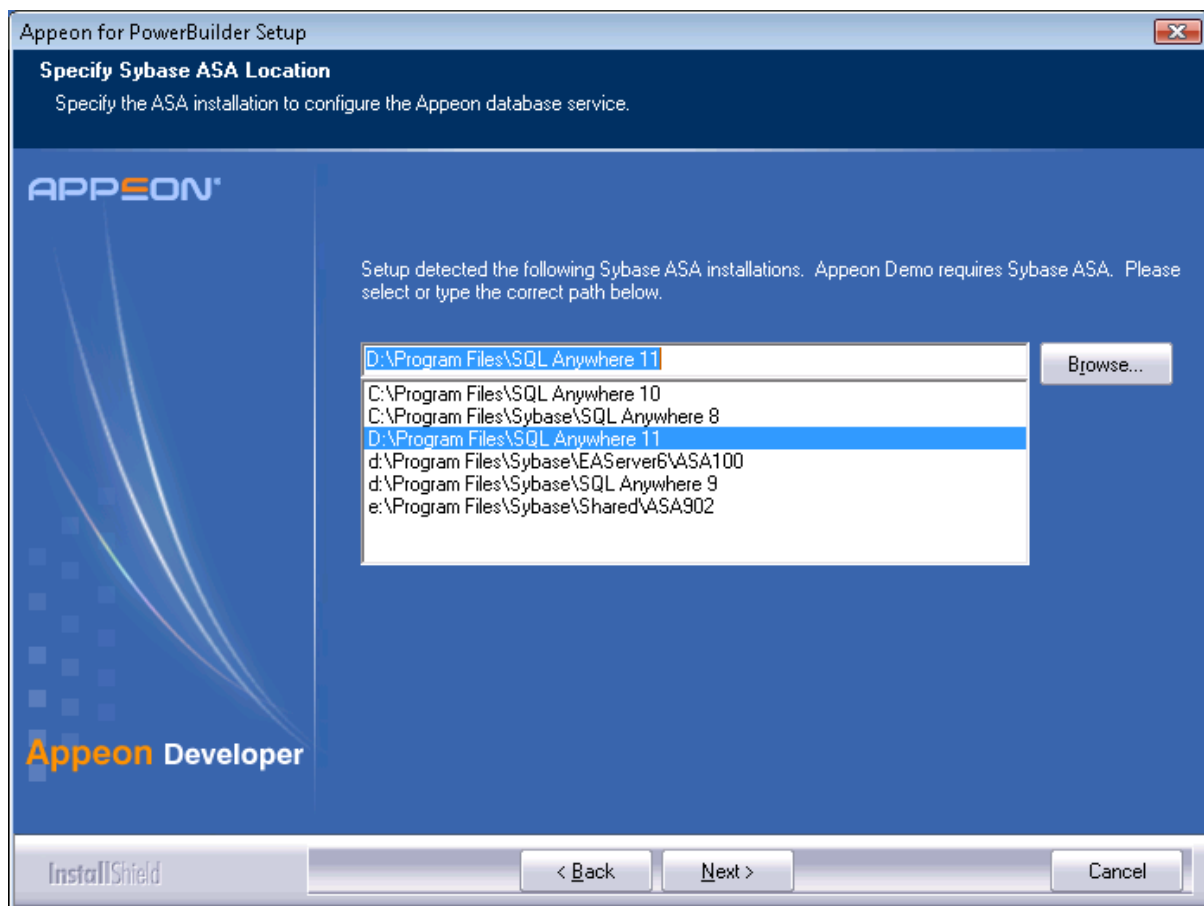 Appeon for PowerBuilder Setup
Specify Sybase ASA Location
Specify the ASA installation to configure the Appeon database service.
APPEON
Setup detected the following Sybase ASA installations. Appeon Demo requires Sybase ASA. Please
select or type the correct path below.
D:\Program Files\SQL Anywhere 11
Browse...
C:\Program Files\SQL Anywhere 10
C:\Program Files\Sybase\SQL Anywhere 8
D:\Program Files\SQL Anywhere 11
d:\Program Files\Sybase\EAServer6\ASA100
d:\Program Files\Sybase\SQL Anywhere 9
e:\Program Files\Sybase\Shared\ASA902
Appeon Developer
InstallShield
< Back
Next >
Cancel